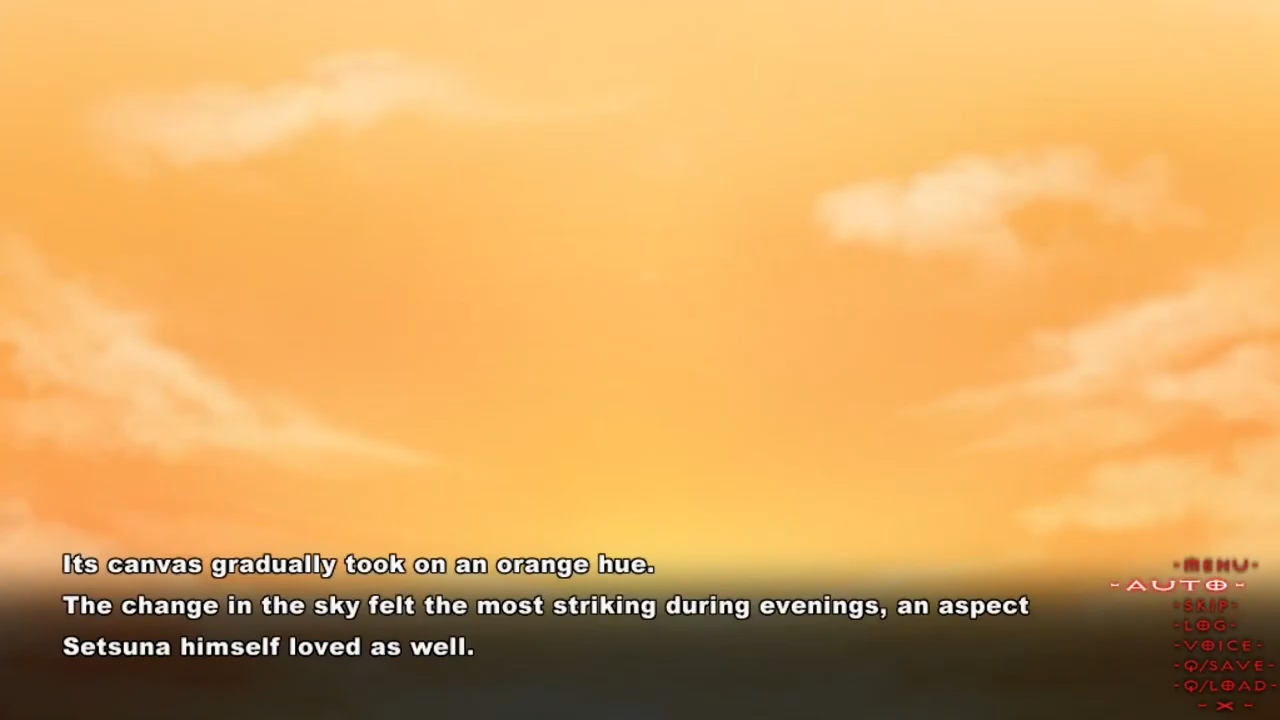 Its canvas gradually took on an orange hue.
The change in the sky felt the most striking during evenings, an aspect
Setsuna himself loved as well.
-MENU-
-AUTO-
-SKIP-
-LOG-
-VOICE-
-Q/SAVE-
-Q/LOAD-
-X-